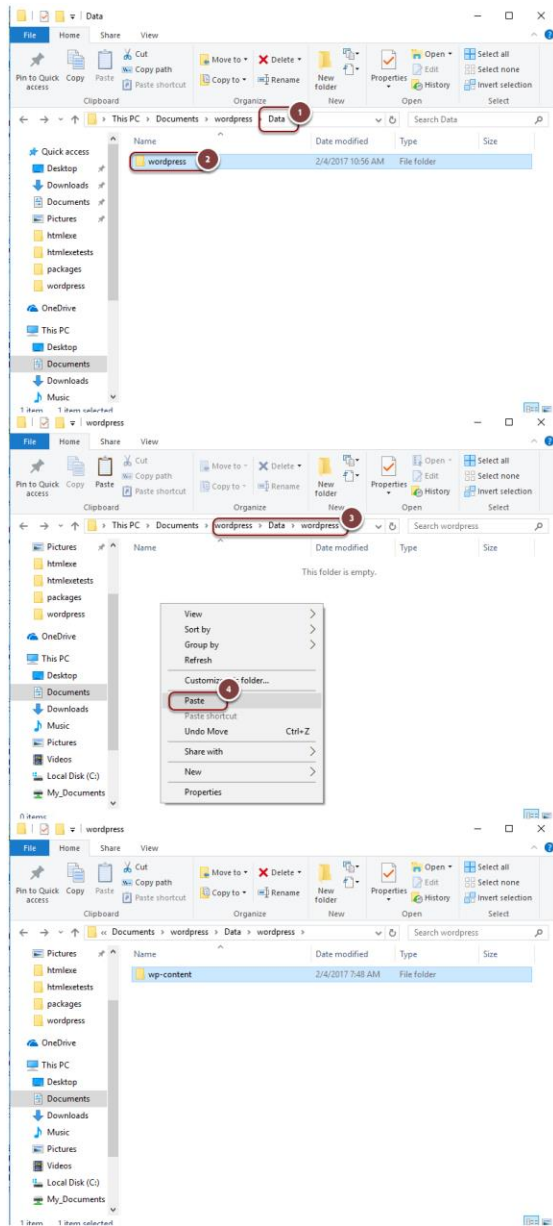 Data
File Home Share View
Pin to Quick access Copy Paste Cut Copy path Paste shortcut Move to Copy to Delete Rename New folder Properties Open Edit History Select all Select none Invert selection
Clipboard Organize New Open Select
This PC > Documents > wordpress > Data Search Data
1
Name Date modified Type Size
wordpress 2/4/2017 10:56 AM File folder
2
Quick access
Desktop
Downloads
Documents
Pictures
htmlexe
htmlexetests
packages
wordpress
OneDrive
This PC
Desktop
Documents
Downloads
Music
1 item 1 item selected
wordpress
File Home Share View
Pin to Quick access Copy Paste Cut Copy path Paste shortcut Move to Copy to Delete Rename New folder Properties Open Edit History Select all Select none Invert selection
Clipboard Organize New Open Select
This PC > Documents > wordpress > Data > wordpress Search wordpress
3
Name Date modified Type Size
This folder is empty.
Pictures
htmlexe
htmlexetests
packages
wordpress
OneDrive
This PC
Desktop
Documents
Downloads
Music
Pictures
Videos
Local Disk (C:)
My_Documents
View
Sort by
Group by
Refresh
folder...
4
Paste
Paste shortcut
Undo Move Ctrl+Z
Share with
New
Properties
0 items
wordpress
File Home Share View
Pin to Quick access Copy Paste Cut Copy path Paste shortcut Move to Copy to Delete Rename New folder Properties Open Edit History Select all Select none Invert selection
Clipboard Organize New Open Select
« Documents > wordpress > Data > wordpress > Search wordpress
Name Date modified Type Size
wp-content 2/4/2017 7:48 AM File folder
Pictures
htmlexe
htmlexetests
packages
wordpress
OneDrive
This PC
Desktop
Documents
Downloads
Music
Pictures
Videos
Local Disk (C:)
My_Documents
1 item 1 item selected